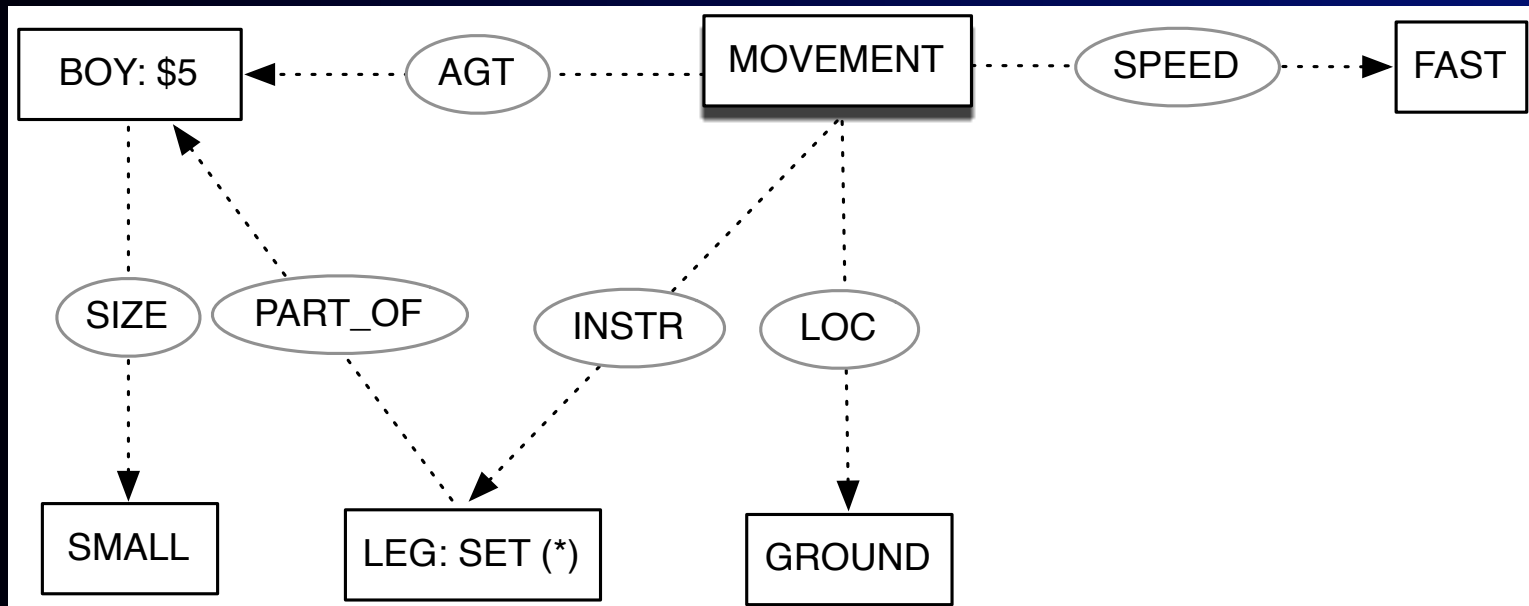 BOY: $5
AGT
MOVEMENT
SPEED
FAST
SIZE
PART_OF
INSTR
LOC
SMALL
LEG: SET (*)
GROUND